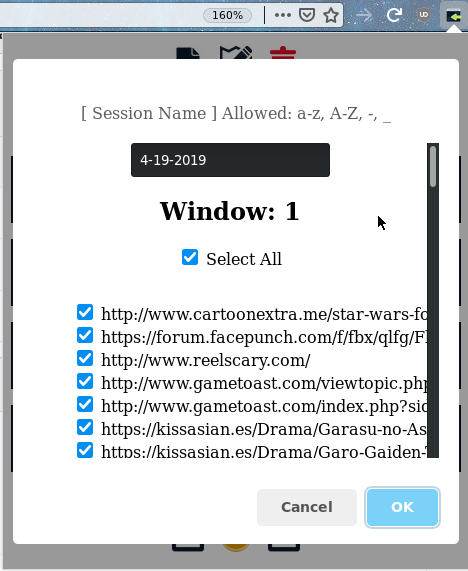 160%
UD
[ Session Name ] Allowed: a-z, A-Z, -, _
4-19-2019
Window: 1
Select All
http://www.cartoonextra.me/star-wars-fo
https://forum.facepunch.com/f/fbx/qlfg/Fl
http://www.reelscary.com/
http://www.gametoast.com/viewtopic.php
http://www.gametoast.com/index.php?sid
https://kissasian.es/Drama/Garasu-no-As
https://kissasian.es/Drama/Garo-Gaiden-T
Cancel
OK